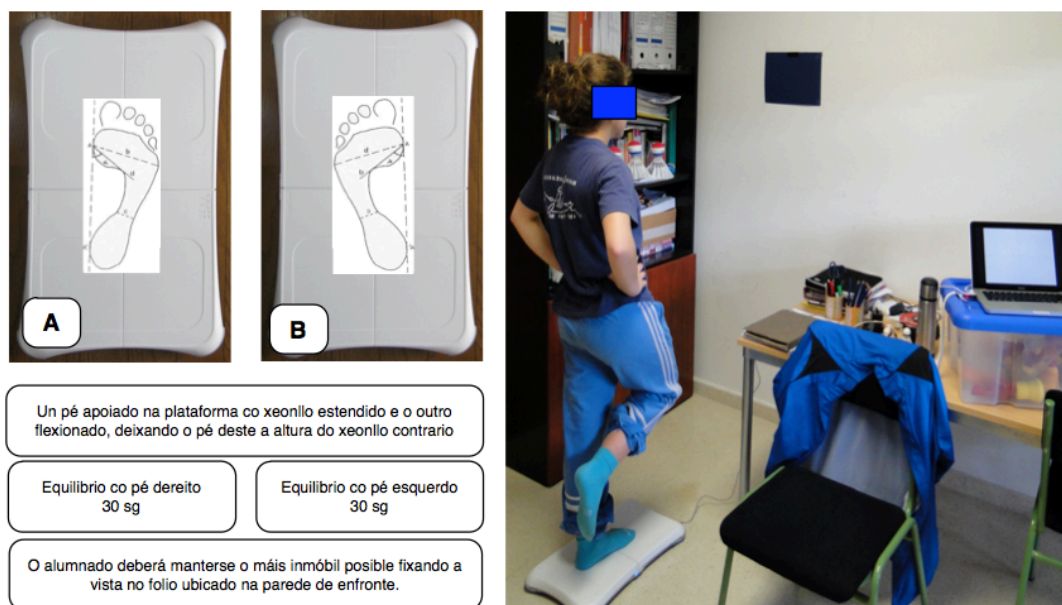 A
B
Un pé apoiado na plataforma co xeonllo estendido e o outro
flexionado, deixando o pé deste a altura do xeonllo contrario
Equilibrio co pé dereito
30 sg
Equilibrio co pé esquerdo
30 sg
O alumnado deberá manterse o máis inmóbil posible fixando a
vista no folio ubicado na parede de enfronte.